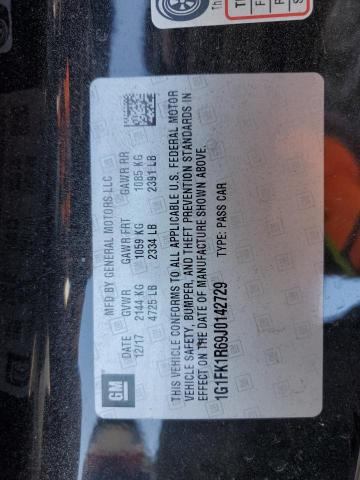 GM
MFD BY GENERAL MOTORS LLC
DATE GVWR GAWR FRT GAWR RR
12/17 2144 KG 1059 KG 1085 KG
4725 LB 2334 LB 2391 LB
THIS VEHICLE CONFORMS TO ALL APPLICABLE U.S. FEDERAL MOTOR
VEHICLE SAFETY, BUMPER, AND THEFT PREVENTION STANDARDS IN
EFFECT ON THE DATE OF MANUFACTURE SHOWN ABOVE.
1G1FK1R69J0142729 TYPE: PASS CAR